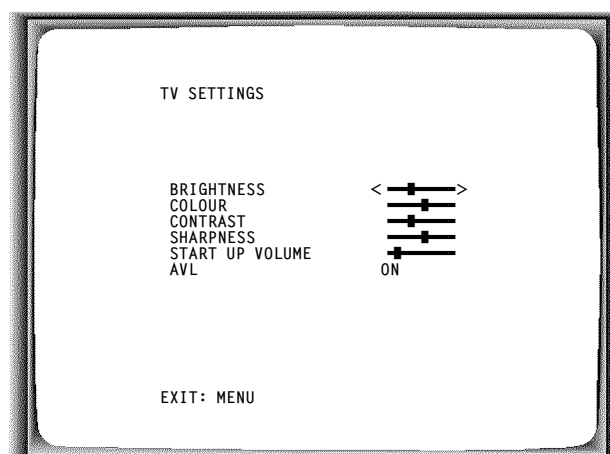 TV SETTINGS
BRIGHTNESS < >
COLOUR
CONTRAST
SHARPNESS
START UP VOLUME
AVL ON
EXIT: MENU